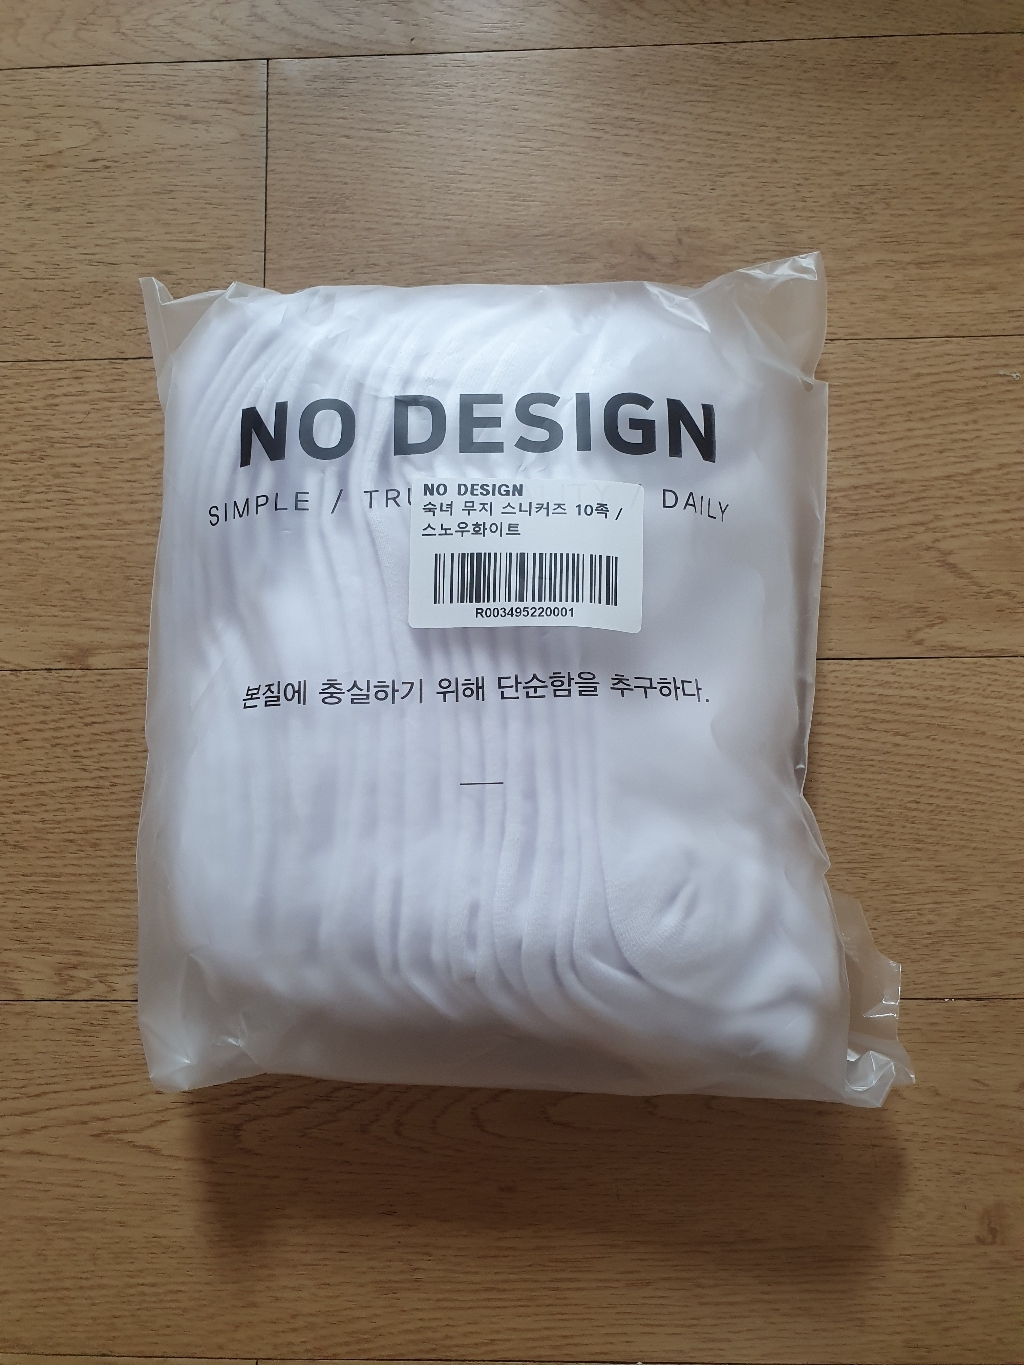 NO DESIGN
SIMPLE / DAILY
NO DESIGN
숙녀 무지 스니커즈 10족 /
스노우화이트
R003495220001
본질에 충실하기 위해 단순함을 추구하다.